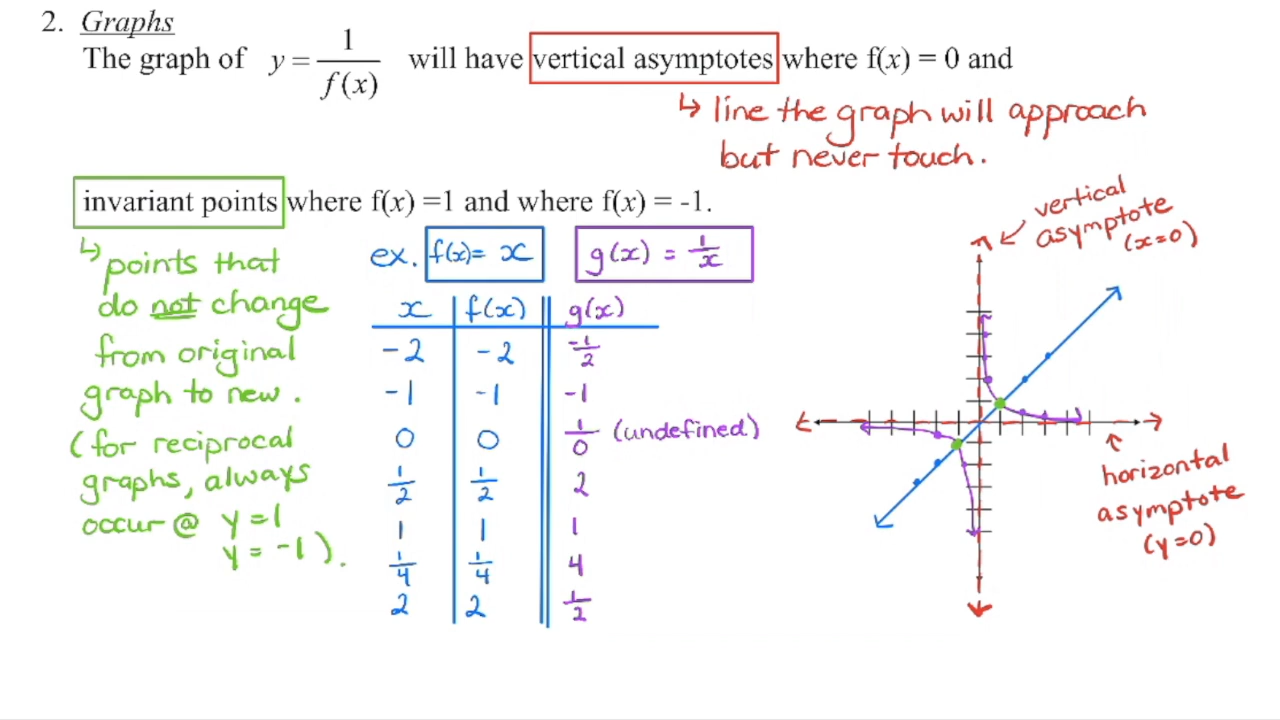 2. Graphs
The graph of y = 1/f(x) will have vertical asymptotes where f(x) = 0 and
↳ line the graph will approach
but never touch.
invariant points where f(x) =1 and where f(x) = -1.
↳ points that
do not change
from original
graph to new.
(for reciprocal
graphs, always
occur @ y = 1
y = -1).
ex. f(x) = x g(x) = 1/x
x f(x) g(x)
-2 -2 -1/2
-1 -1 -1
0 0 1/0 (undefined)
1/2 1/2 2
1 1 1
1/4 1/4 4
2 2 1/2
vertical
asymptote
(x=0)
horizontal
asymptote
(y=0)